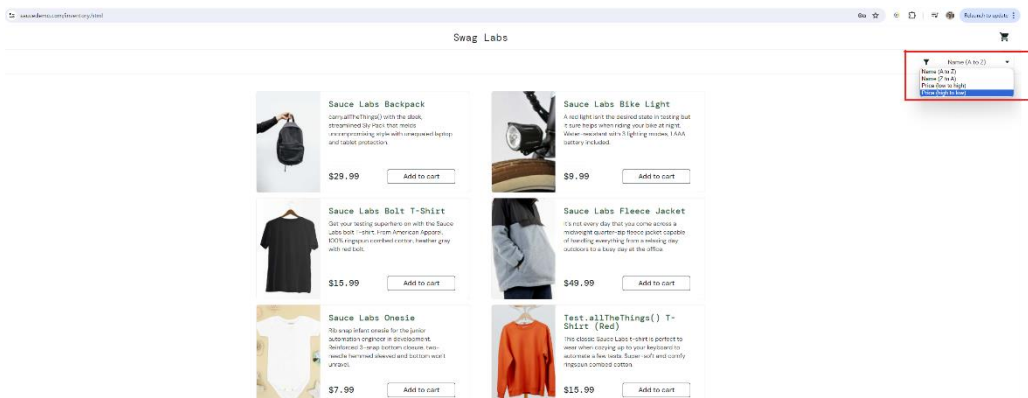 saucedemo.com/inventory.html
Relaunch to update
Swag Labs
Name (A to Z)
Name (A to Z)
Name (Z to A)
Price (low to high)
Price (high to low)
Sauce Labs Backpack
carry.allTheThings() with the sleek,
streamlined Sly Pack that melds
uncompromising style with unequaled laptop
and tablet protection.
$29.99
Add to cart
Sauce Labs Bike Light
A red light isn't the desired state in testing but
it sure helps when riding your bike at night.
Water-resistant with 3 lighting modes, 1 AAA
battery included.
$9.99
Add to cart
Sauce Labs Bolt T-Shirt
Get your testing superhero on with the Sauce
Labs bolt T-shirt. From American Apparel,
100% ringspun combed cotton, heather gray
with red bolt.
$15.99
Add to cart
Sauce Labs Fleece Jacket
It's not every day that you come across a
midweight quarter-zip fleece jacket capable
of handling everything from a relaxing day
outdoors to a busy day at the office.
$49.99
Add to cart
Sauce Labs Onesie
Rib snap infant onesie for the junior
automation engineer in development.
Reinforced 3-snap bottom closure, two-
needle hemmed sleeved and bottom won't
unravel.
$7.99
Add to cart
Test.allTheThings() T-
Shirt (Red)
This classic Sauce Labs t-shirt is perfect to
wear when cozying up to your keyboard to
automate a few tests. Super-soft and comfy
ringspun combed cotton.
$15.99
Add to cart